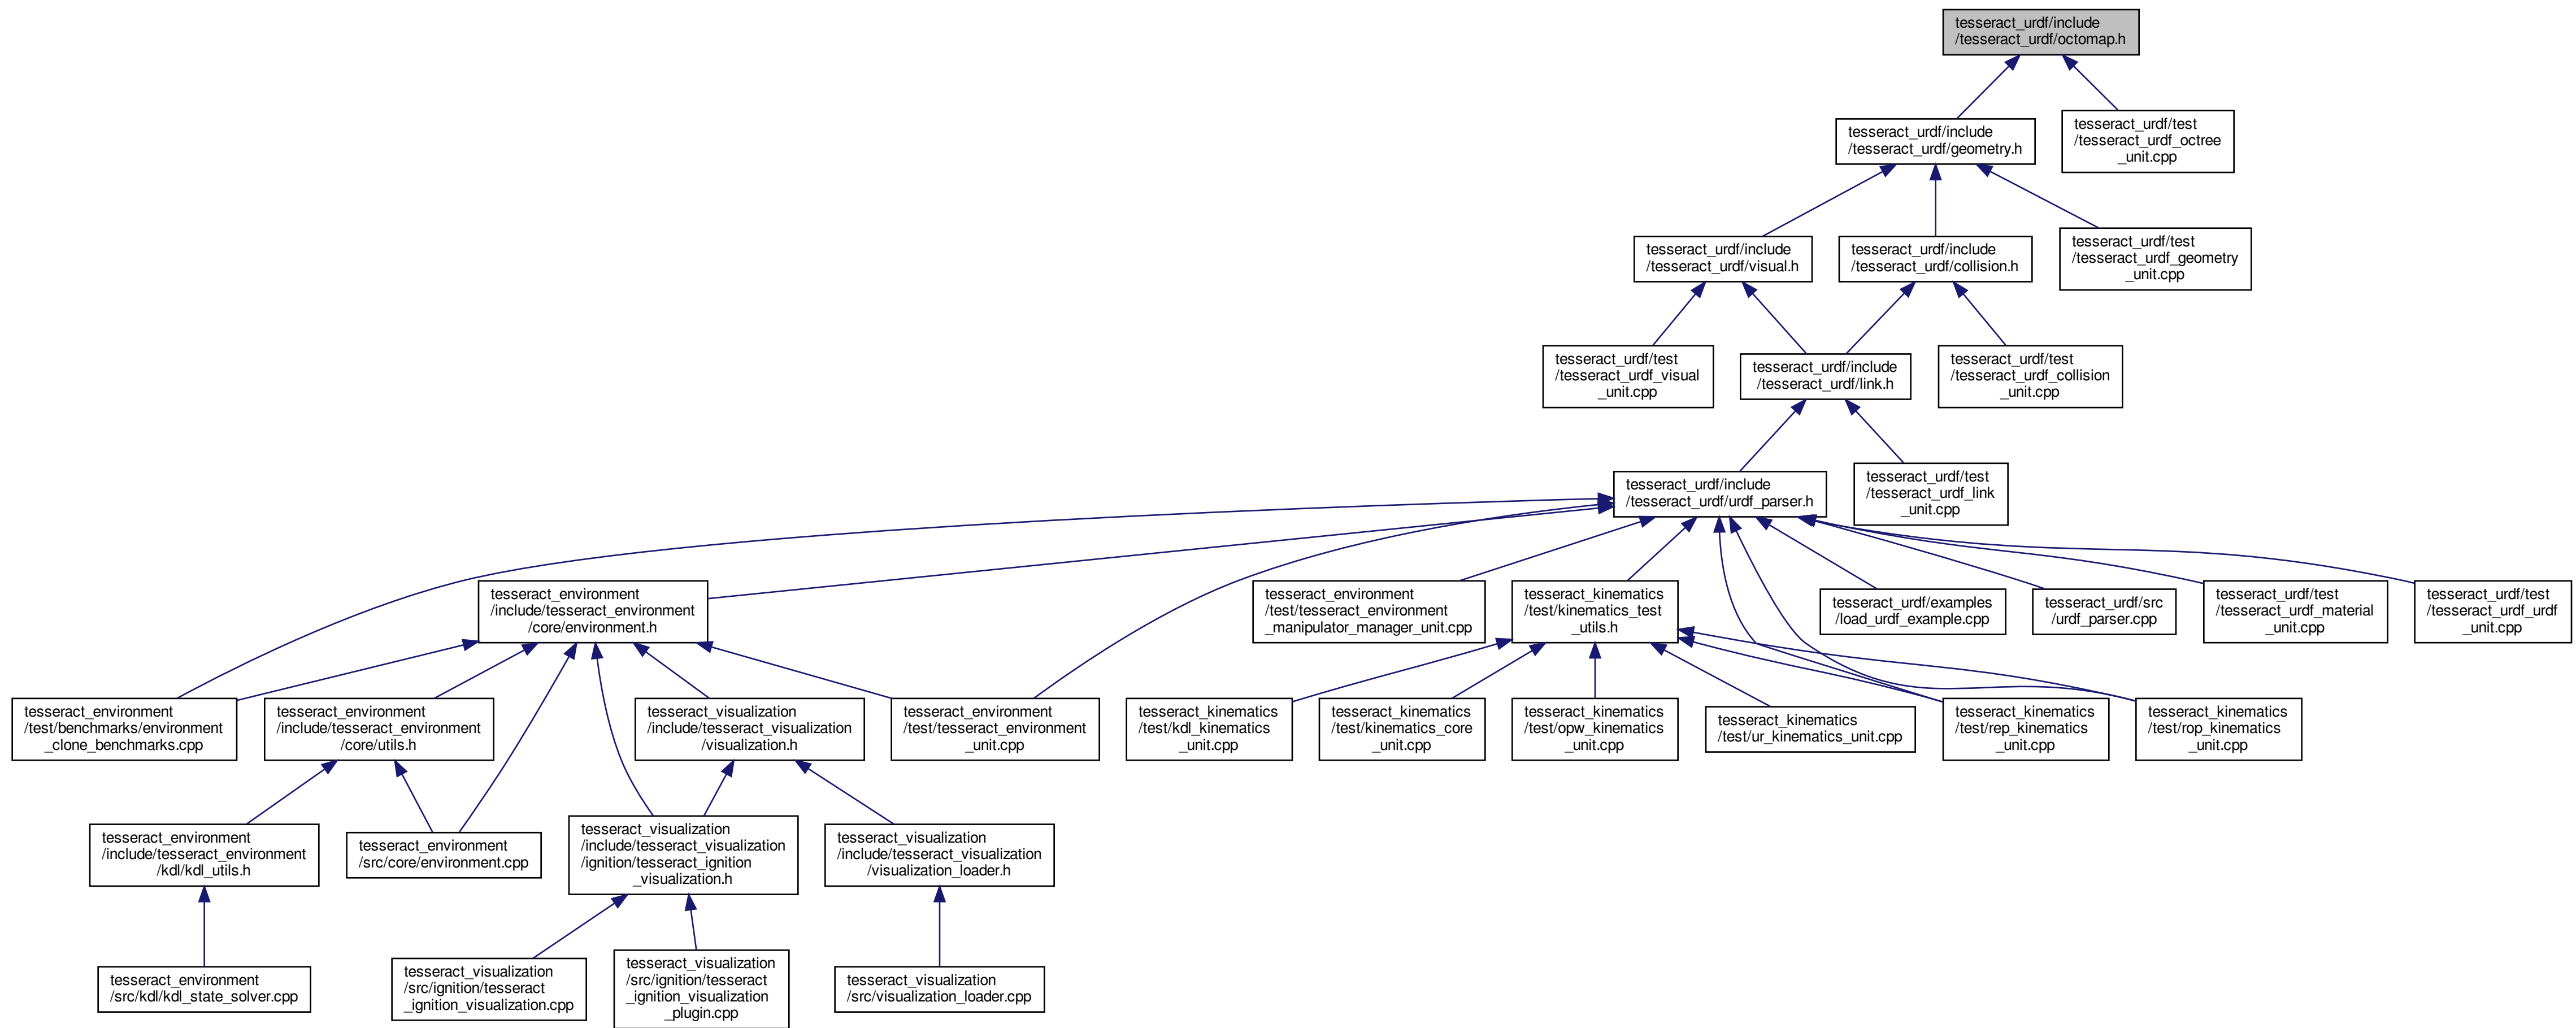 tesseract_urdf/include
/tesseract_urdf/octomap.h
tesseract_urdf/include
/tesseract_urdf/geometry.h
tesseract_urdf/test
/tesseract_urdf_octree
_unit.cpp
tesseract_urdf/include
/tesseract_urdf/visual.h
tesseract_urdf/include
/tesseract_urdf/collision.h
tesseract_urdf/test
/tesseract_urdf_geometry
_unit.cpp
tesseract_urdf/test
/tesseract_urdf_visual
_unit.cpp
tesseract_urdf/include
/tesseract_urdf/link.h
tesseract_urdf/test
/tesseract_urdf_collision
_unit.cpp
tesseract_urdf/include
/tesseract_urdf/urdf_parser.h
tesseract_urdf/test
/tesseract_urdf_link
_unit.cpp
tesseract_environment
/include/tesseract_environment
/core/environment.h
tesseract_environment
/test/tesseract_environment
_manipulator_manager_unit.cpp
tesseract_kinematics
/test/kinematics_test
_utils.h
tesseract_urdf/examples
/load_urdf_example.cpp
tesseract_urdf/src
/urdf_parser.cpp
tesseract_urdf/test
/tesseract_urdf_material
_unit.cpp
tesseract_urdf/test
/tesseract_urdf_urdf
_unit.cpp
tesseract_environment
/test/benchmarks/environment
_clone_benchmarks.cpp
tesseract_environment
/include/tesseract_environment
/core/utils.h
tesseract_visualization
/include/tesseract_visualization
/visualization.h
tesseract_environment
/test/tesseract_environment
_unit.cpp
tesseract_kinematics
/test/kdl_kinematics
_unit.cpp
tesseract_kinematics
/test/kinematics_core
_unit.cpp
tesseract_kinematics
/test/opw_kinematics
_unit.cpp
tesseract_kinematics
/test/ur_kinematics_unit.cpp
tesseract_kinematics
/test/rep_kinematics
_unit.cpp
tesseract_kinematics
/test/rop_kinematics
_unit.cpp
tesseract_environment
/include/tesseract_environment
/kdl/kdl_utils.h
tesseract_environment
/src/core/environment.cpp
tesseract_visualization
/include/tesseract_visualization
/ignition/tesseract_ignition
_visualization.h
tesseract_visualization
/include/tesseract_visualization
/visualization_loader.h
tesseract_environment
/src/kdl/kdl_state_solver.cpp
tesseract_visualization
/src/ignition/tesseract
_ignition_visualization.cpp
tesseract_visualization
/src/ignition/tesseract
_ignition_visualization
_plugin.cpp
tesseract_visualization
/src/visualization_loader.cpp